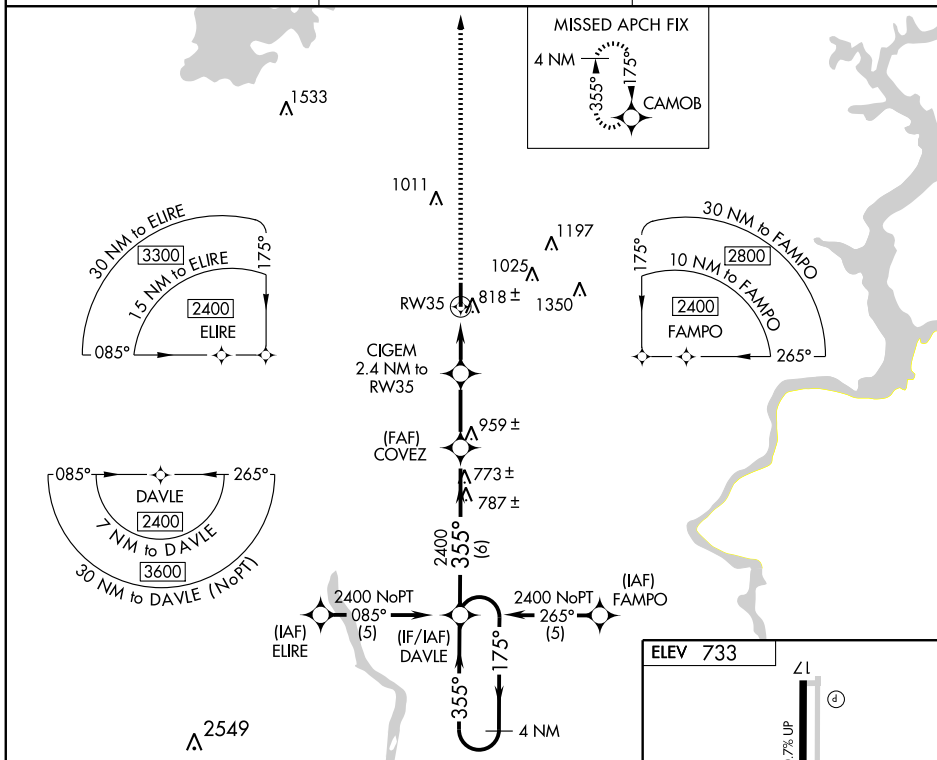 MISSED APCH FIX
4 NM
355°
175°
CAMOB
1533
1011
1197
1025
1350
RW35
818 ±
30 NM to ELIRE
3300
15 NM to ELIRE
2400
ELIRE
175°
085°
30 NM to FAMPO
2800
10 NM to FAMPO
2400
FAMPO
175°
265°
CIGEM
2.4 NM to
RW35
(FAF)
COVEZ
959 ±
773 ±
787 ±
085°
265°
DAVLE
2400
7 NM to DAVLE
3600
30 NM to DAVLE (NoPT)
2400
355°
(6)
2400 NoPT
085°
(5)
(IAF)
ELIRE
(IF/IAF)
DAVLE
2400 NoPT
265°
(5)
(IAF)
FAMPO
355°
175°
4 NM
2549
ELEV 733
17
P
.7% UP